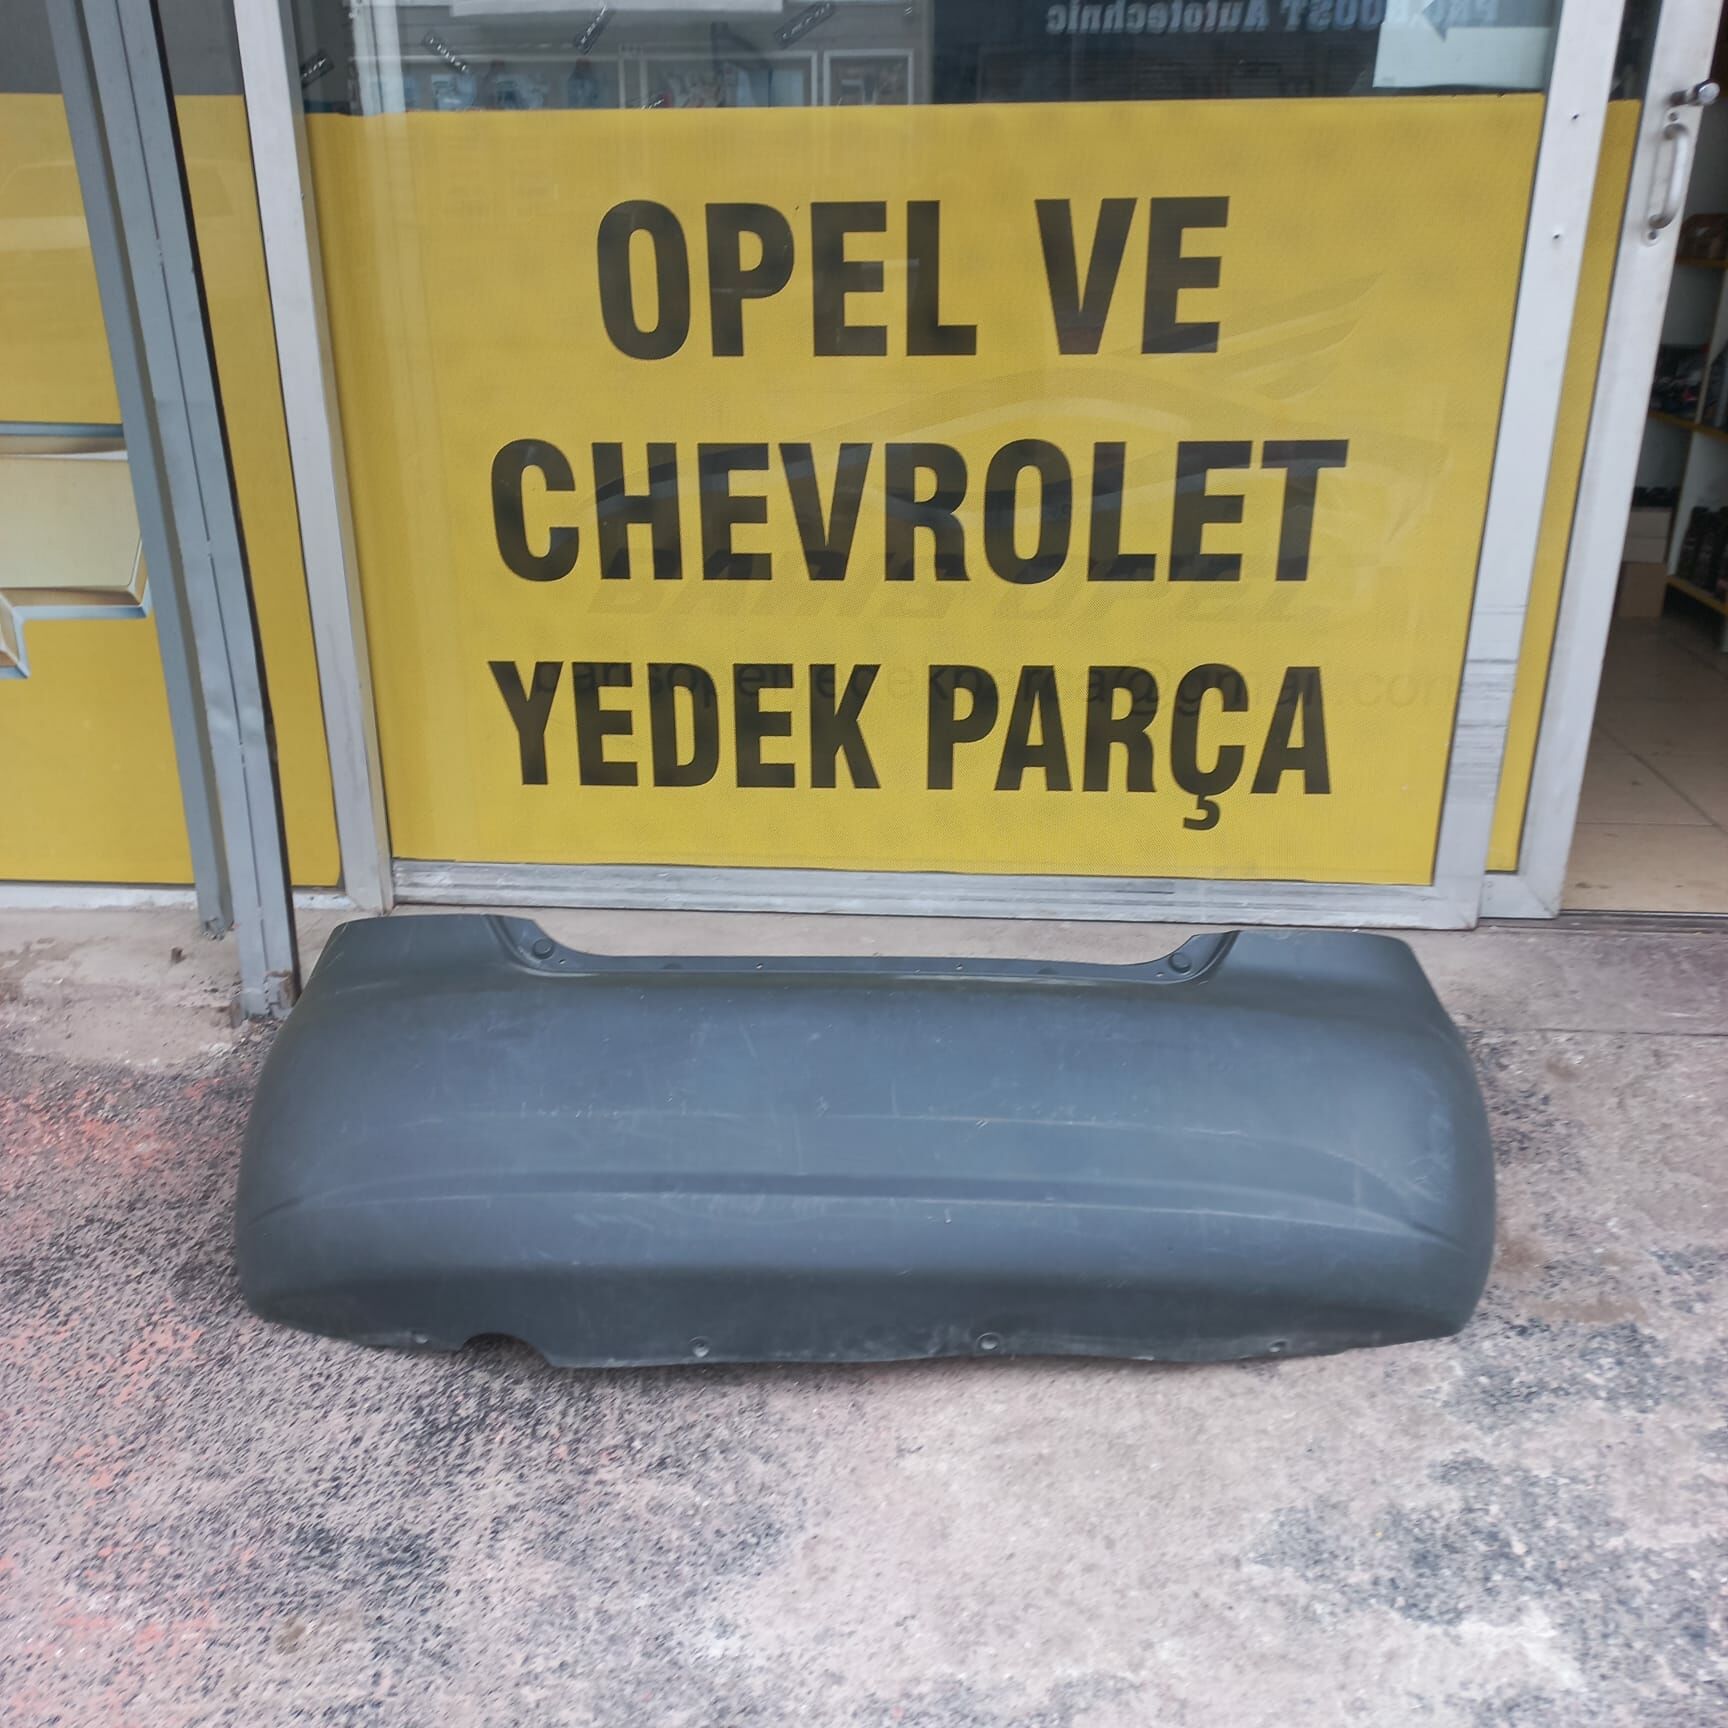 OPEL VE
CHEVROLET
YEDEK PARÇA